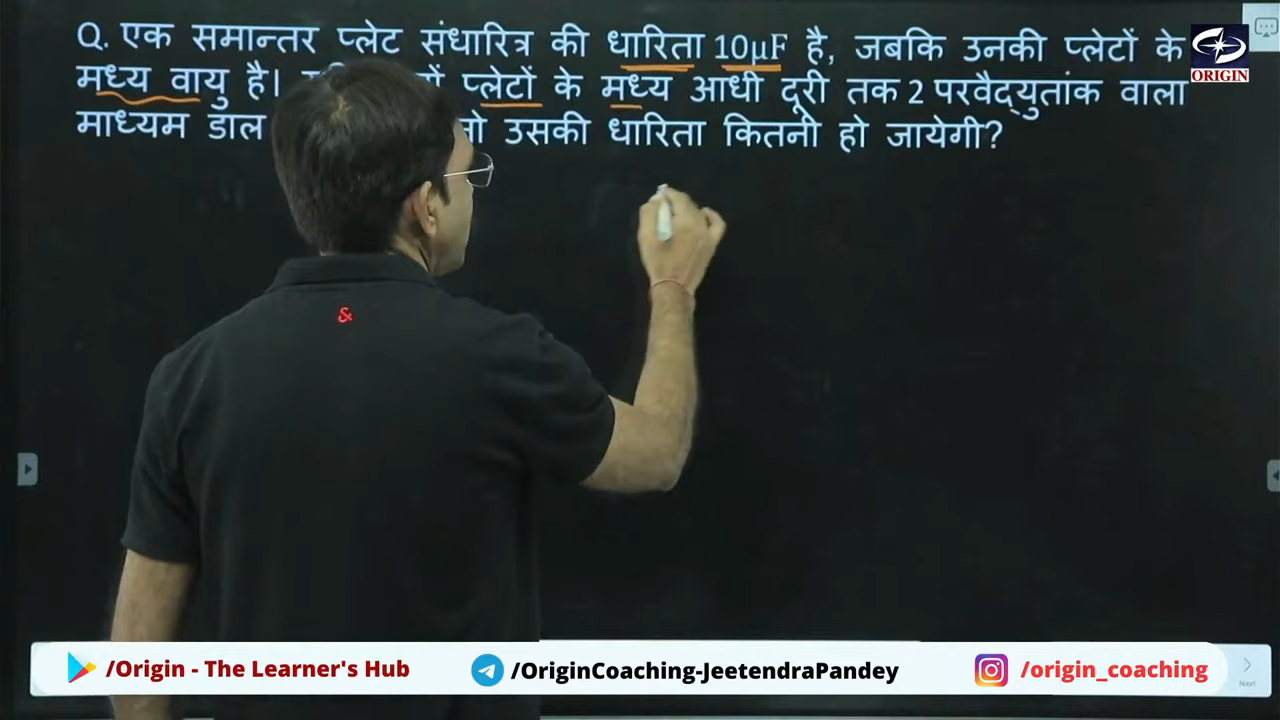 Q. एक समान्तर प्लेट संधारित्र की धारिता 10μF है, जबकि उनकी प्लेटों के
मध्य वायु है। प्लेटों के मध्य आधी दूरी तक 2 परवैद्युतांक वाला
माध्यम डाल उसकी धारिता कितनी हो जायेगी?
ORIGIN
/Origin - The Learner's Hub
/OriginCoaching-JeetendraPandey
/origin_coaching
Next